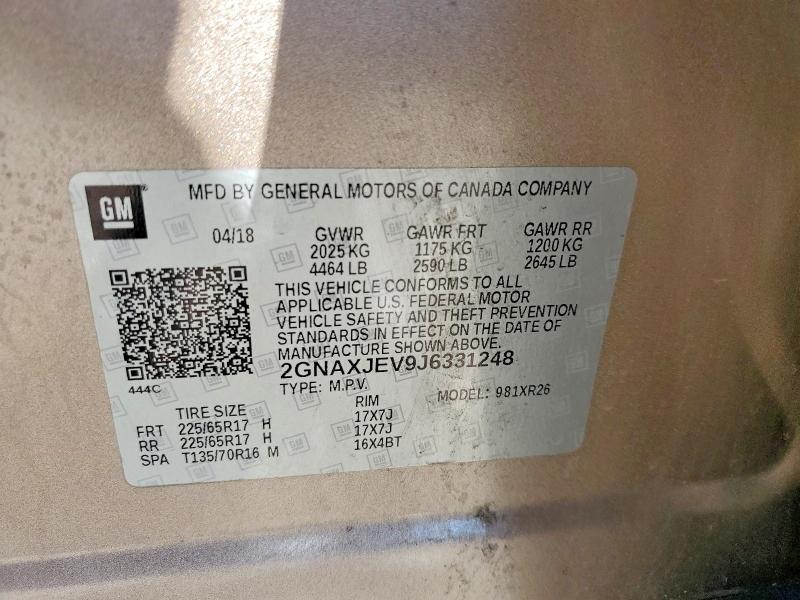 GM
MFD BY GENERAL MOTORS OF CANADA COMPANY
04/18 GVWR GAWR FRT GAWR RR
2025 KG 1175 KG 1200 KG
4464 LB 2590 LB 2645 LB
THIS VEHICLE CONFORMS TO ALL
APPLICABLE U.S. FEDERAL MOTOR
VEHICLE SAFETY AND THEFT PREVENTION
STANDARDS IN EFFECT ON THE DATE OF
MANUFACTURE SHOWN ABOVE.
2GNAXJEV9J6331248
444C
TYPE: M.P.V. MODEL: 981XR26
TIRE SIZE RIM
FRT 225/65R17 H 17X7J
RR 225/65R17 H 17X7J
SPA T135/70R16 M 16X4BT